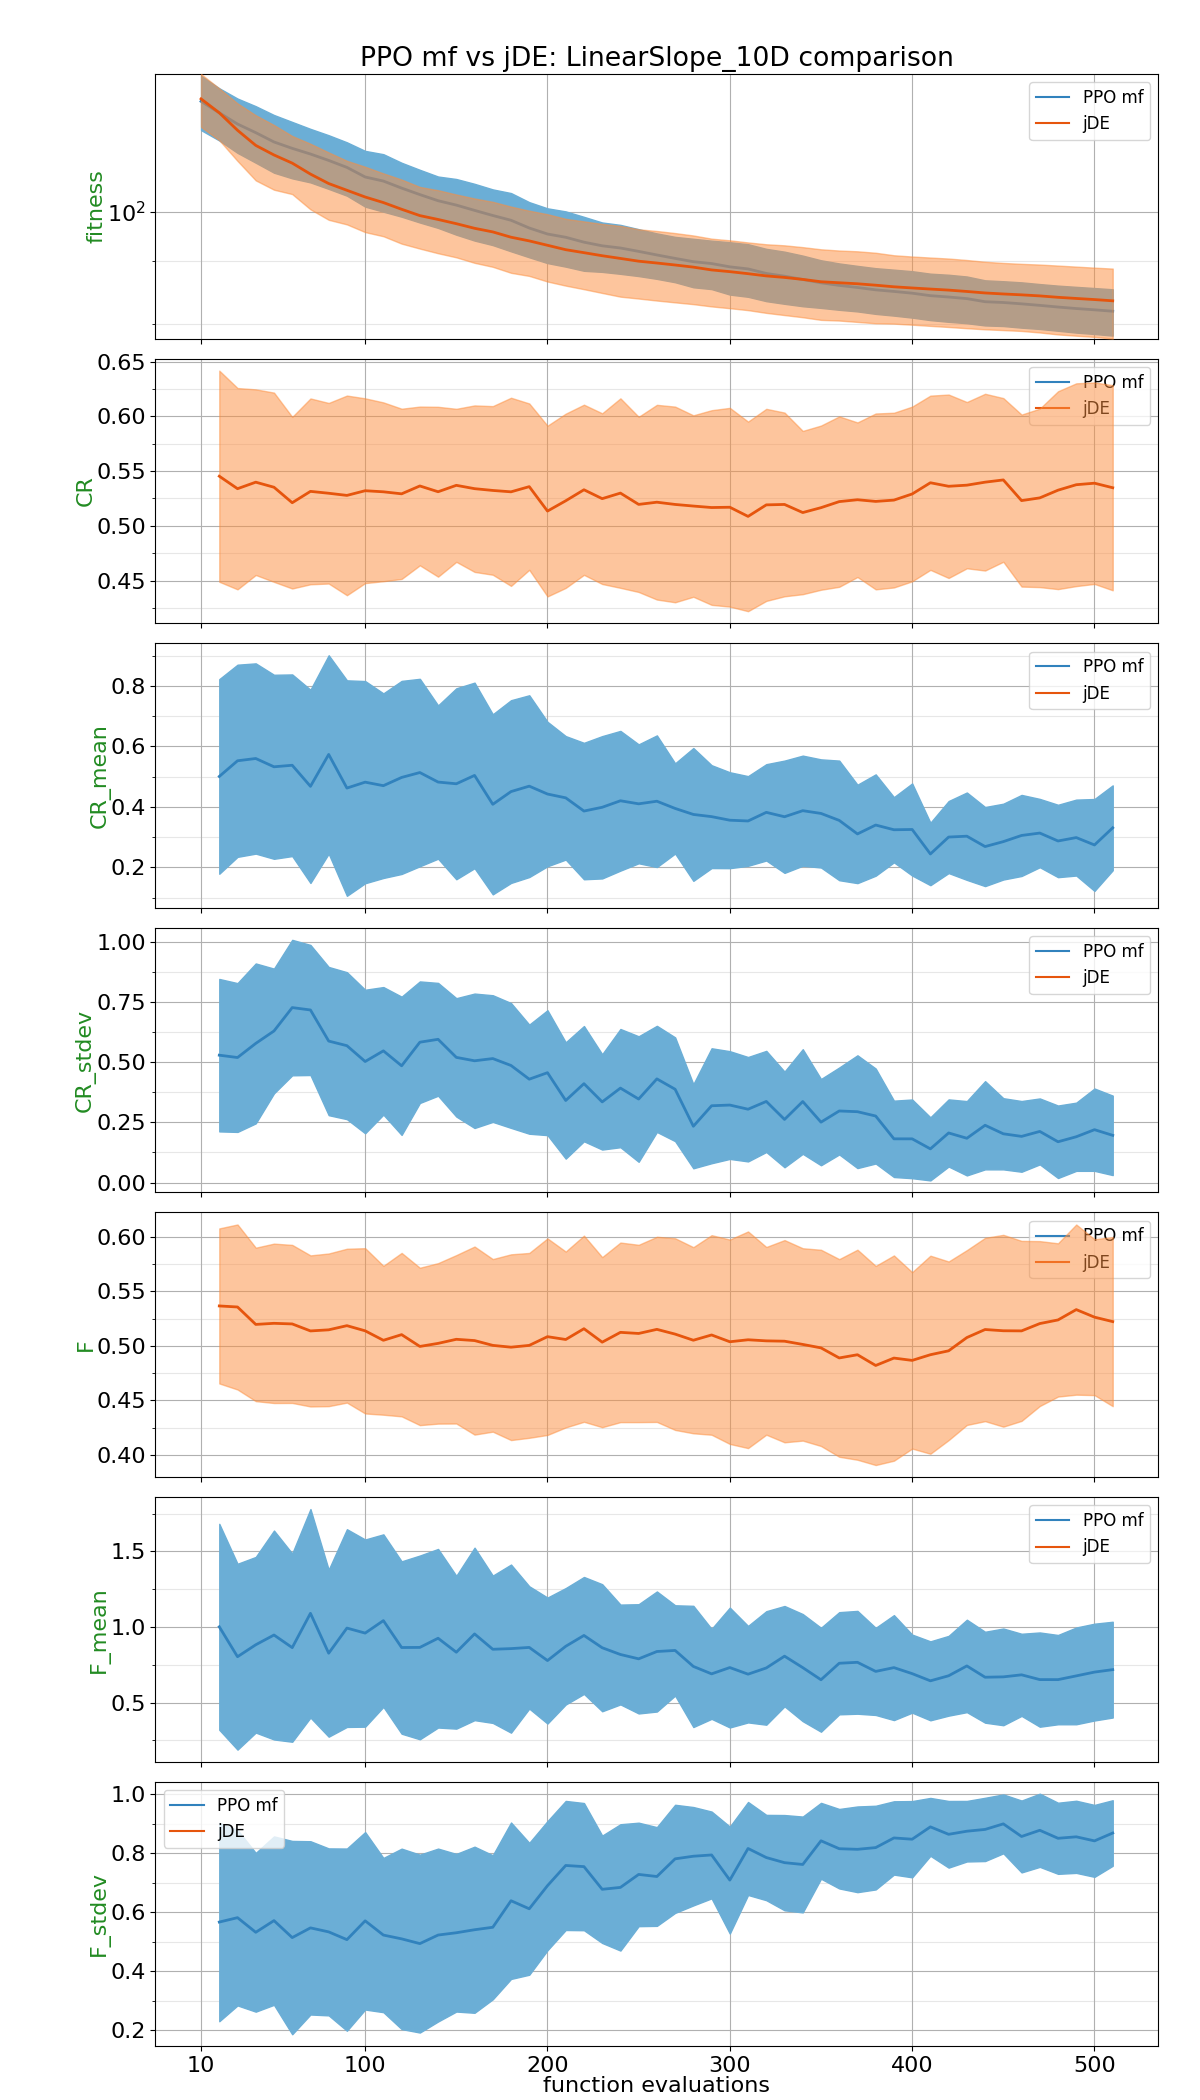 PPO mf vs jDE: LinearSlope_10D comparison
fitness
10²
PPO mf
jDE
CR
0.65
0.60
0.55
0.50
0.45
PPO mf
jDE
CR_mean
0.8
0.6
0.4
0.2
PPO mf
jDE
CR_stdev
1.00
0.75
0.50
0.25
0.00
PPO mf
jDE
F
0.60
0.55
0.50
0.45
0.40
PPO mf
jDE
F_mean
1.5
1.0
0.5
PPO mf
jDE
F_stdev
1.0
0.8
0.6
0.4
0.2
PPO mf
jDE
10 100 200 300 400 500
function evaluations